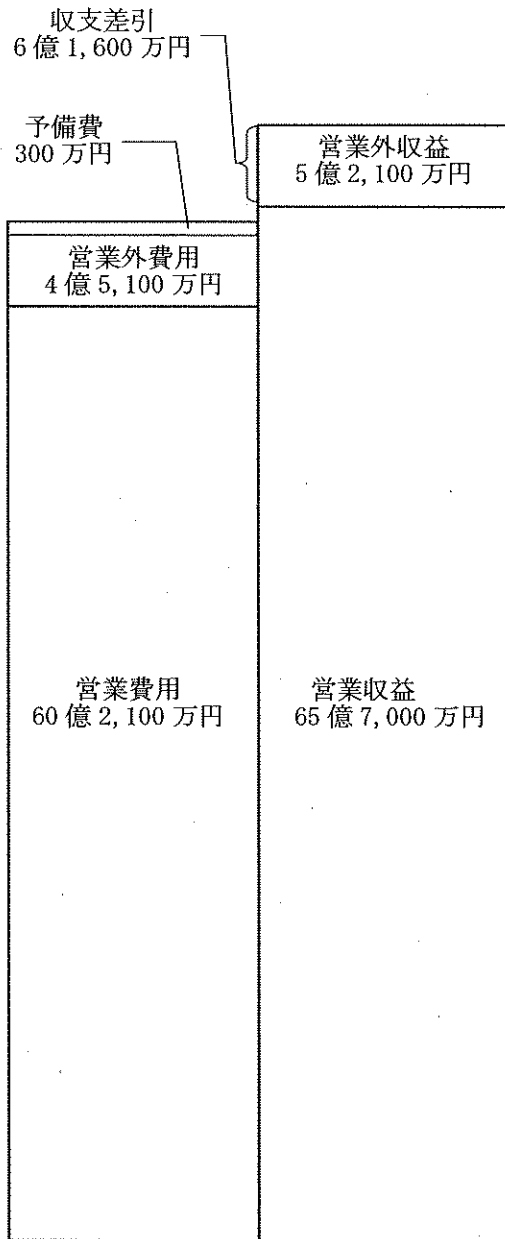 収支差引
6億1,600万円
予備費
300万円
営業外収益
5億2,100万円
営業外費用
4億5,100万円
営業費用
60億2,100万円
営業収益
65億7,000万円